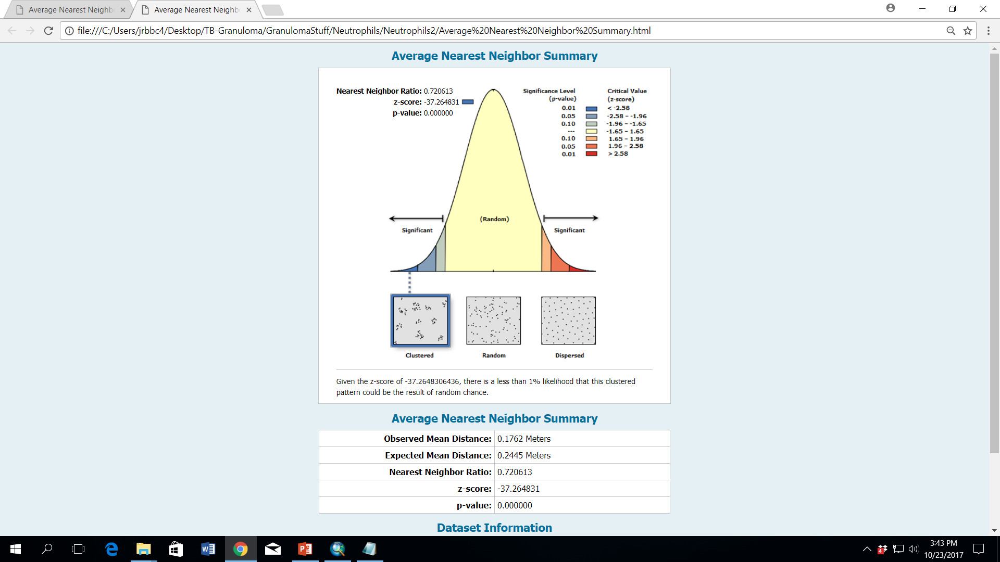 Average Nearest Neighb
Average Nearest Neighb
file:///C:/Users/jrbbc4/Desktop/TB-Granuloma/GranulomaStuff/Neutrophils/Neutrophils2/Average%20Nearest%20Neighbor%20Summary.html
Average Nearest Neighbor Summary
Nearest Neighbor Ratio: 0.720613
z-score: -37.264831
p-value: 0.000000
Significance Level (p-value)
Critical Value (z-score)
0.01 < -2.58
0.05 -2.58 - -1.96
0.10 -1.96 - -1.65
--- -1.65 - 1.65
0.10 1.65 - 1.96
0.05 1.96 - 2.58
0.01 > 2.58
Significant
(Random)
Significant
Clustered
Random
Dispersed
Given the z-score of -37.2648306436, there is a less than 1% likelihood that this clustered
pattern could be the result of random chance.
Average Nearest Neighbor Summary
Observed Mean Distance: 0.1762 Meters
Expected Mean Distance: 0.2445 Meters
Nearest Neighbor Ratio: 0.720613
z-score: -37.264831
p-value: 0.000000
Dataset Information
4
3:43 PM
10/23/2017